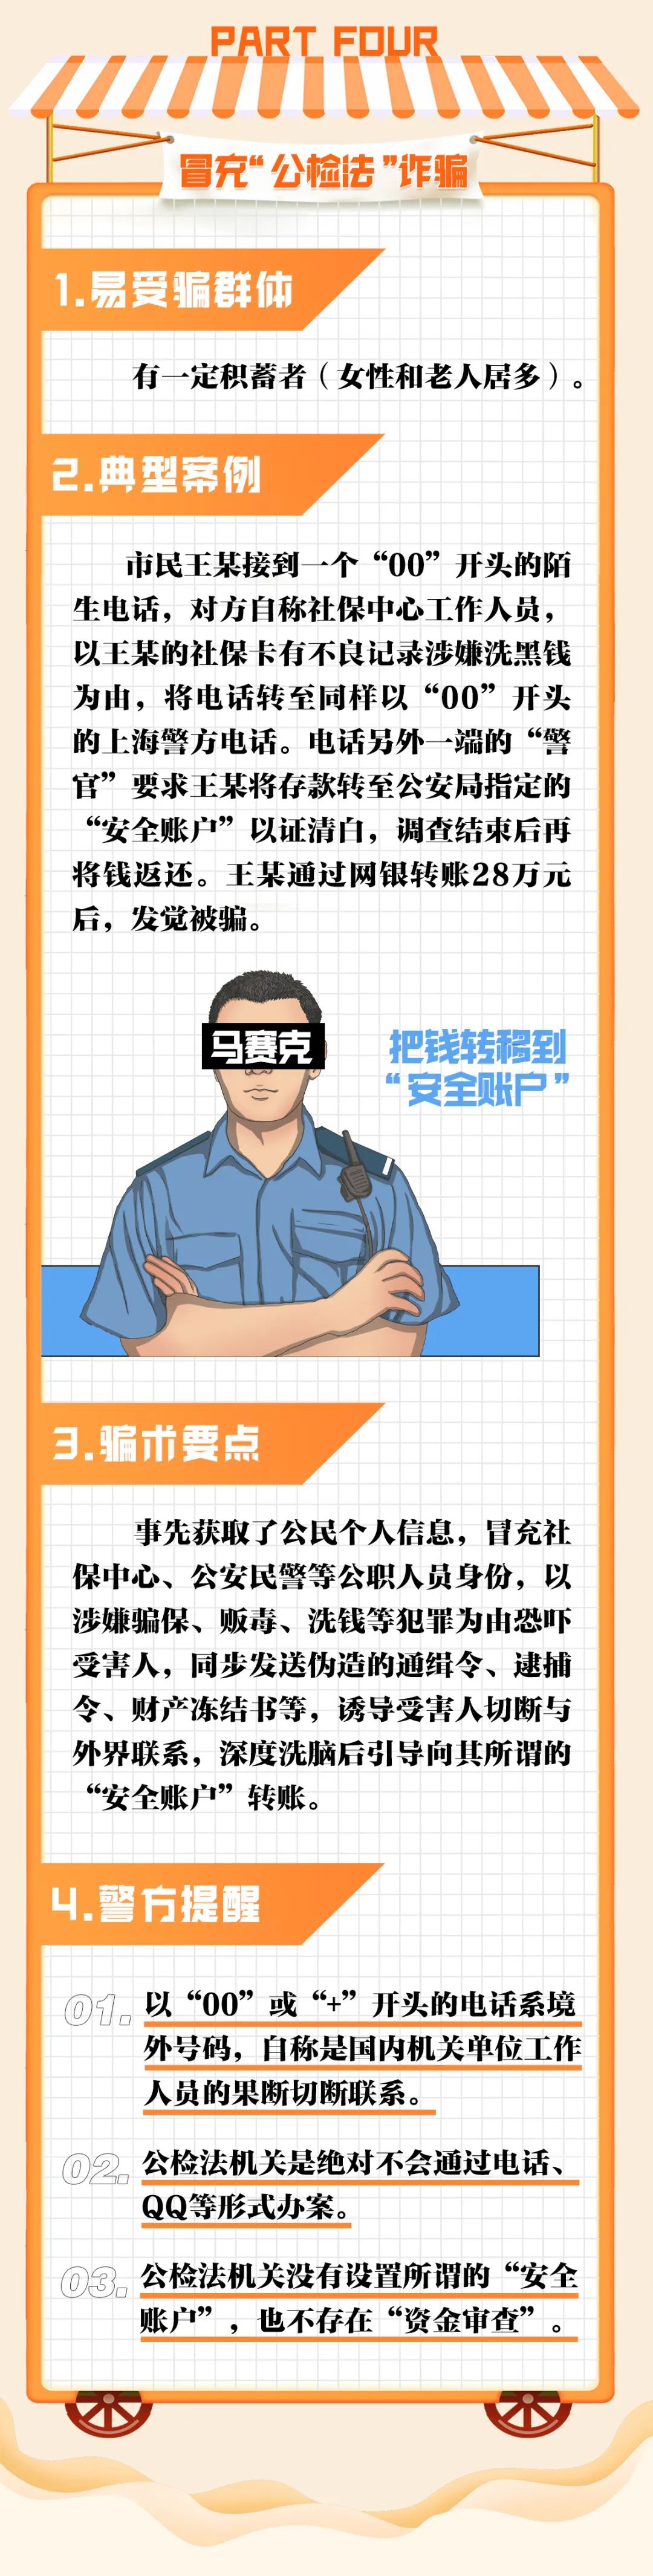 PART FOUR
冒充“公检法”诈骗
1.易受骗群体
有一定积蓄者（女性和老人居多）。
2.典型案例
市民王某接到一个“00”开头的陌
生电话，对方自称社保中心工作人员，
以王某的社保卡有不良记录涉嫌洗黑钱
为由，将电话转至同样以“00”开头
的上海警方电话。电话另外一端的“警
官”要求王某将存款转至公安局指定的
“安全账户”以证清白，调查结束后再
将钱返还。王某通过网银转账28万元
后，发觉被骗。
马赛克
把钱转移到
“安全账户”
3.骗术要点
事先获取了公民个人信息，冒充社
保中心、公安民警等公职人员身份，以
涉嫌骗保、贩毒、洗钱等犯罪为由恐吓
受害人，同步发送伪造的通缉令、逮捕
令、财产冻结书等，诱导受害人切断与
外界联系，深度洗脑后引导向其所谓的
“安全账户”转账。
4.警方提醒
01. 以“00”或“+”开头的电话系境
外号码，自称是国内机关单位工作
人员的果断切断联系。
02. 公检法机关是绝对不会通过电话、
QQ等形式办案。
03. 公检法机关没有设置所谓的“安全
账户”，也不存在“资金审查”。